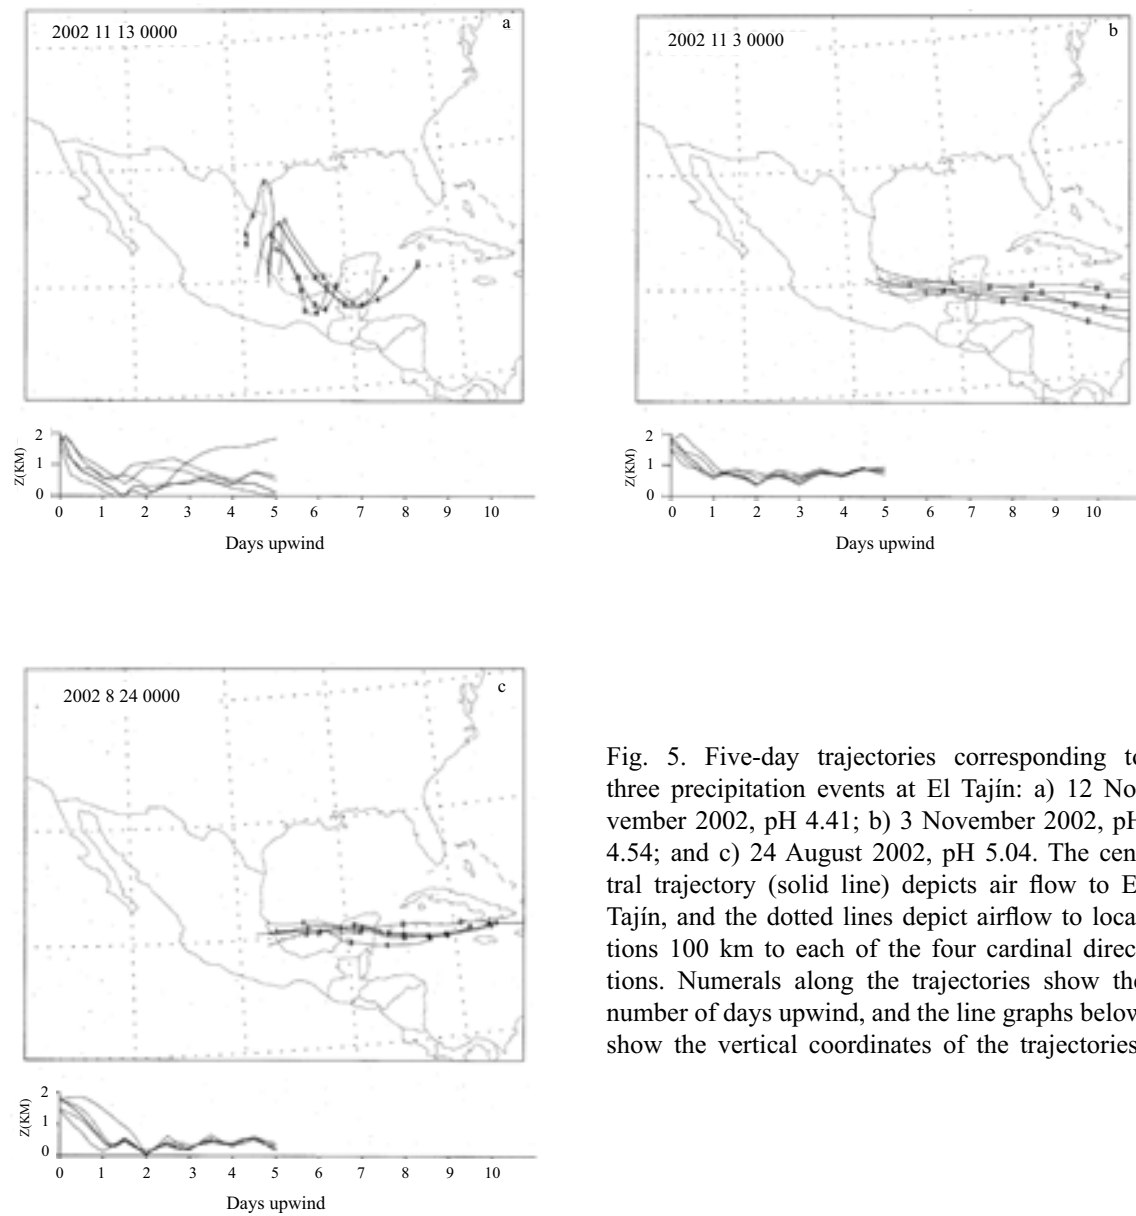 2002 11 13 0000
a
2
1
0
Z(KM)
0 1 2 3 4 5 6 7 8 9 10
Days upwind
2002 11 3 0000
b
2
1
0
Z(KM)
0 1 2 3 4 5 6 7 8 9 10
Days upwind
2002 8 24 0000
c
2
1
0
Z(KM)
0 1 2 3 4 5 6 7 8 9 10
Days upwind
Fig. 5. Five-day trajectories corresponding to
three precipitation events at El Tajín: a) 12 No
vember 2002, pH 4.41; b) 3 November 2002, pH
4.54; and c) 24 August 2002, pH 5.04. The cen
tral trajectory (solid line) depicts air flow to E
Tajín, and the dotted lines depict airflow to loca
tions 100 km to each of the four cardinal direc
tions. Numerals along the trajectories show the
number of days upwind, and the line graphs below
show the vertical coordinates of the trajectories